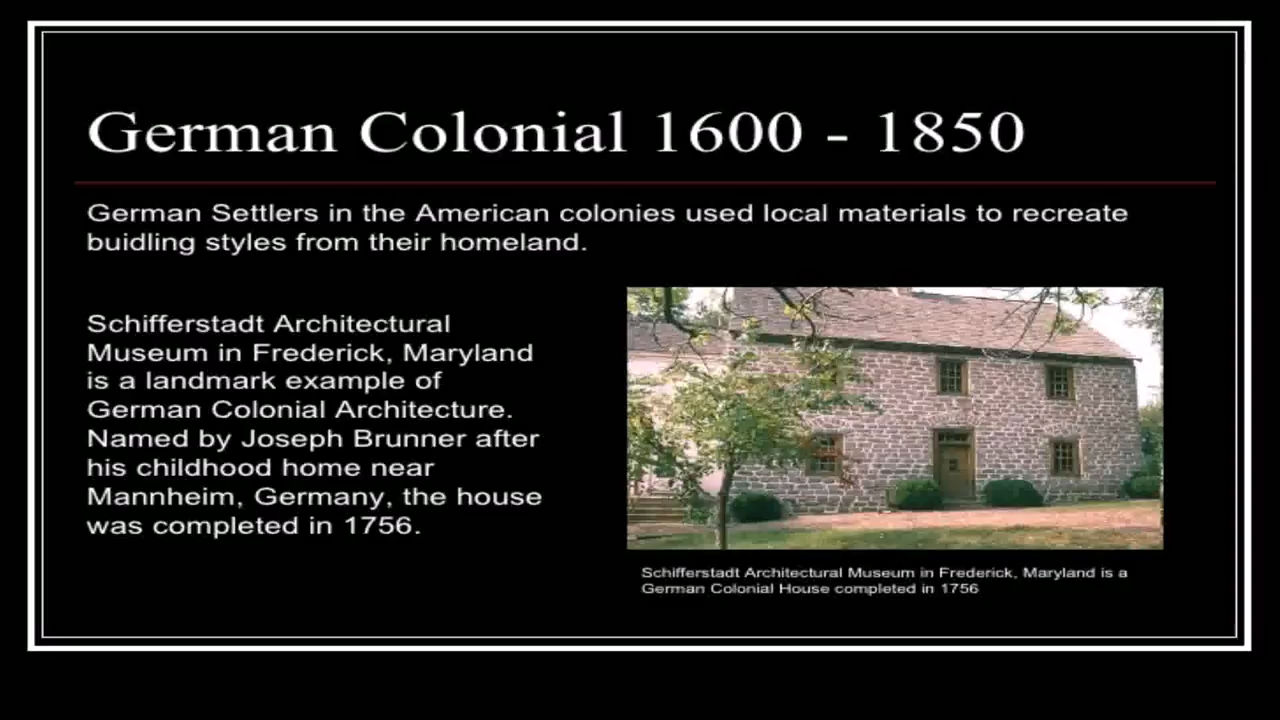 German Colonial 1600 - 1850
German Settlers in the American colonies used local materials to recreate
buidling styles from their homeland.
Schifferstadt Architectural
Museum in Frederick, Maryland
is a landmark example of
German Colonial Architecture.
Named by Joseph Brunner after
his childhood home near
Mannheim, Germany, the house
was completed in 1756.
Schifferstadt Architectural Museum in Frederick, Maryland is a
German Colonial House completed in 1756